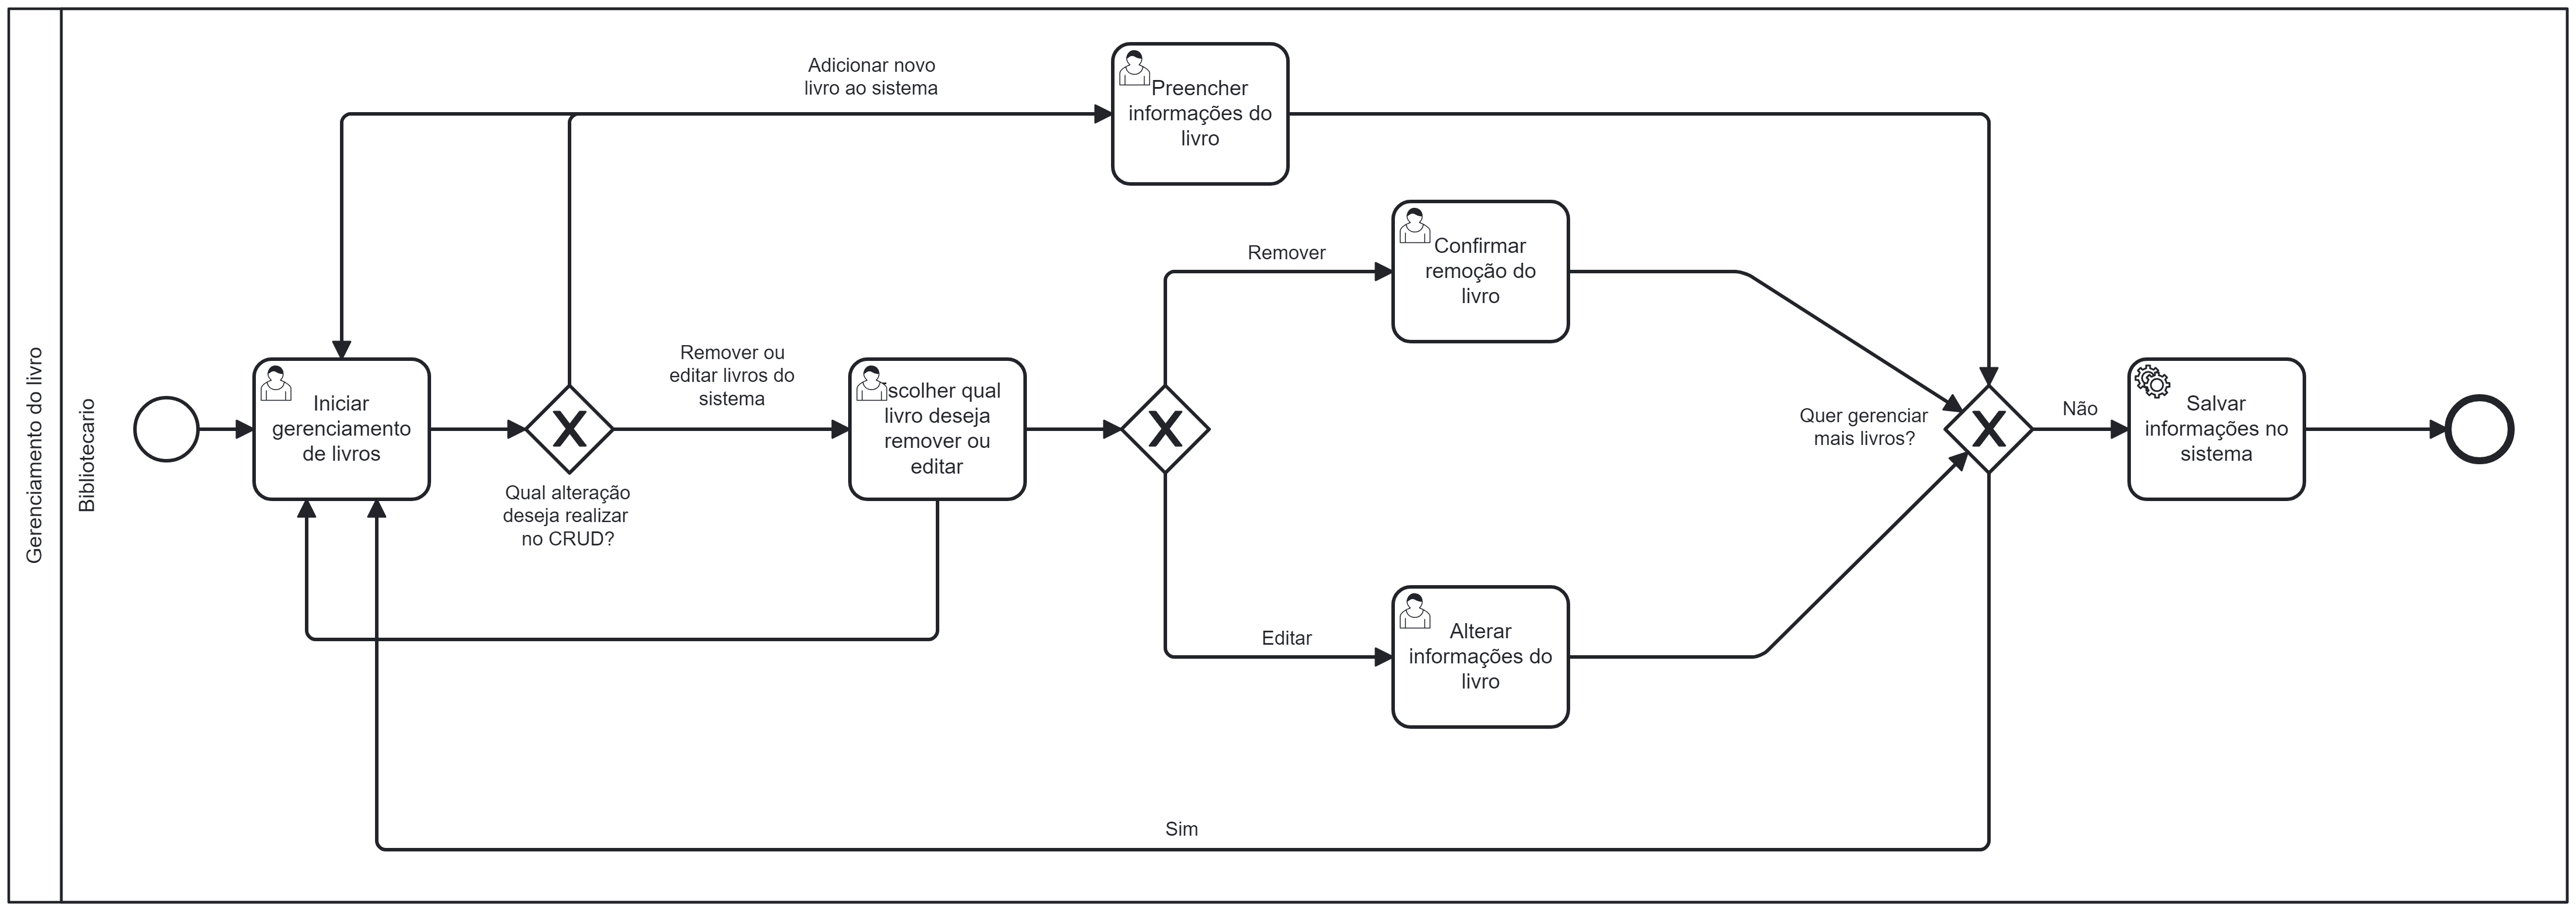 Gerenciamento do livro
Bibliotecario
Adicionar novo
livro ao sistema
Preencher
informações do
livro
Remover
Confirmar
remoção do
livro
Iniciar
gerenciamento
de livros
Qual alteração
deseja realizar
no CRUD?
Remover ou
editar livros do
sistema
scolher qual
livro deseja
remover ou
editar
Editar
Alterar
informações do
livro
Quer gerenciar
mais livros?
Não
Salvar
informações no
sistema
Sim